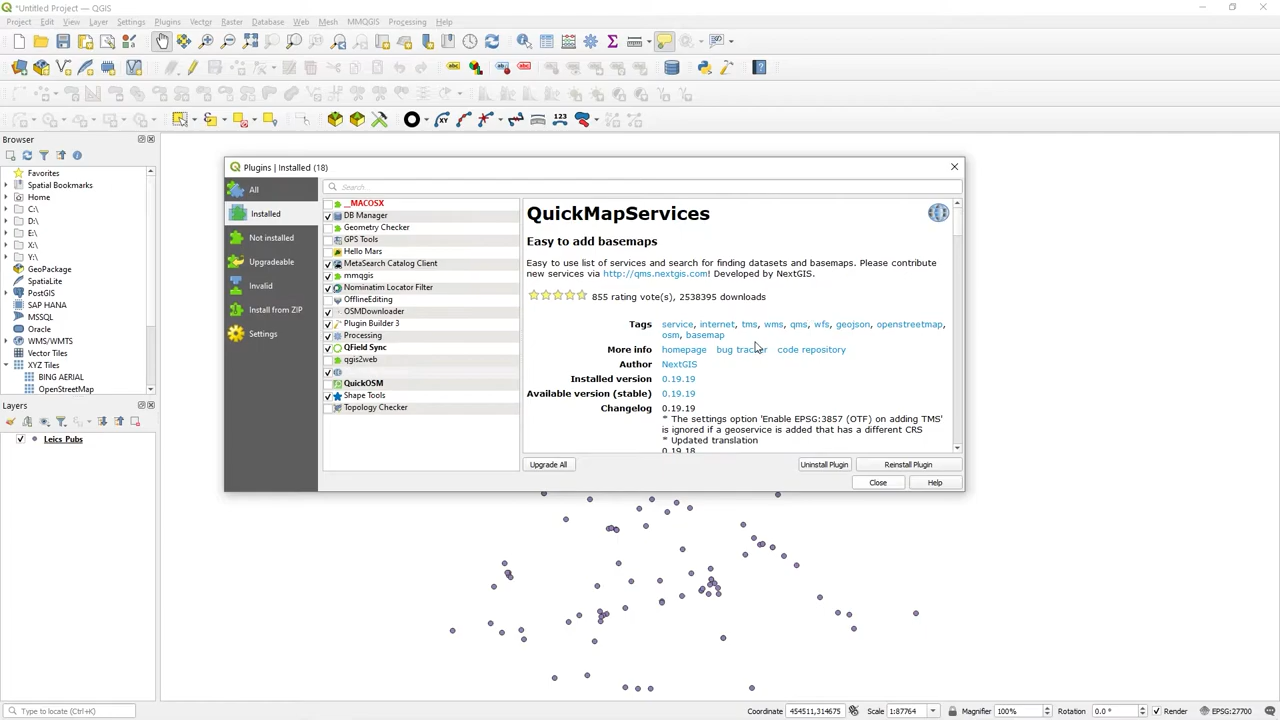 *Untitled Project — QGIS
Project Edit View Layer Settings Plugins Vector Raster Database Web Mesh MMQGIS Processing Help
Browser
Favorites
Spatial Bookmarks
Home
C:\
D:\
E:\
X:\
Y:\
GeoPackage
SpatiaLite
PostGIS
SAP HANA
MSSQL
Oracle
WMS/WMTS
Vector Tiles
XYZ Tiles
BING AERIAL
OpenStreetMap
Layers
Leics Pubs
Plugins | Installed (18)
All
Installed
Not installed
Upgradeable
Invalid
Install from ZIP
Settings
Search...
__MACOSX
DB Manager
Geometry Checker
GPS Tools
Hello Mars
MetaSearch Catalog Client
mmqgis
Nominatim Locator Filter
OfflineEditing
OSMDownloader
Plugin Builder 3
Processing
QField Sync
qgis2web
QuickOSM
Shape Tools
Topology Checker
QuickMapServices
Easy to add basemaps
Easy to use list of services and search for finding datasets and basemaps. Please contribute
new services via http://qms.nextgis.com! Developed by NextGIS.
855 rating vote(s), 2538395 downloads
Tags service, internet, tms, wms, qms, wfs, geojson, openstreetmap,
osm, basemap
More info homepage bug tracker code repository
Author NextGIS
Installed version 0.19.19
Available version (stable) 0.19.19
Changelog 0.19.19
* The settings option 'Enable EPSG:3857 (OTF) on adding TMS'
is ignored if a geoservice is added that has a different CRS
* Updated translation
0.19.18
Upgrade All Uninstall Plugin Reinstall Plugin
Close Help
Type to locate (Ctrl+K) Coordinate 454511,314675 Scale 1:87764 Magnifier 100% Rotation 0.0 ° Render EPSG:27700